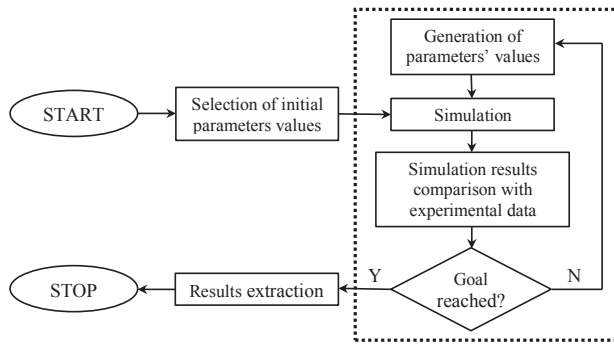 Generation of
parameters' values
START
Selection of initial
parameters values
Simulation
Simulation results
comparison with
experimental data
STOP
Results extraction
Y
Goal
reached?
N